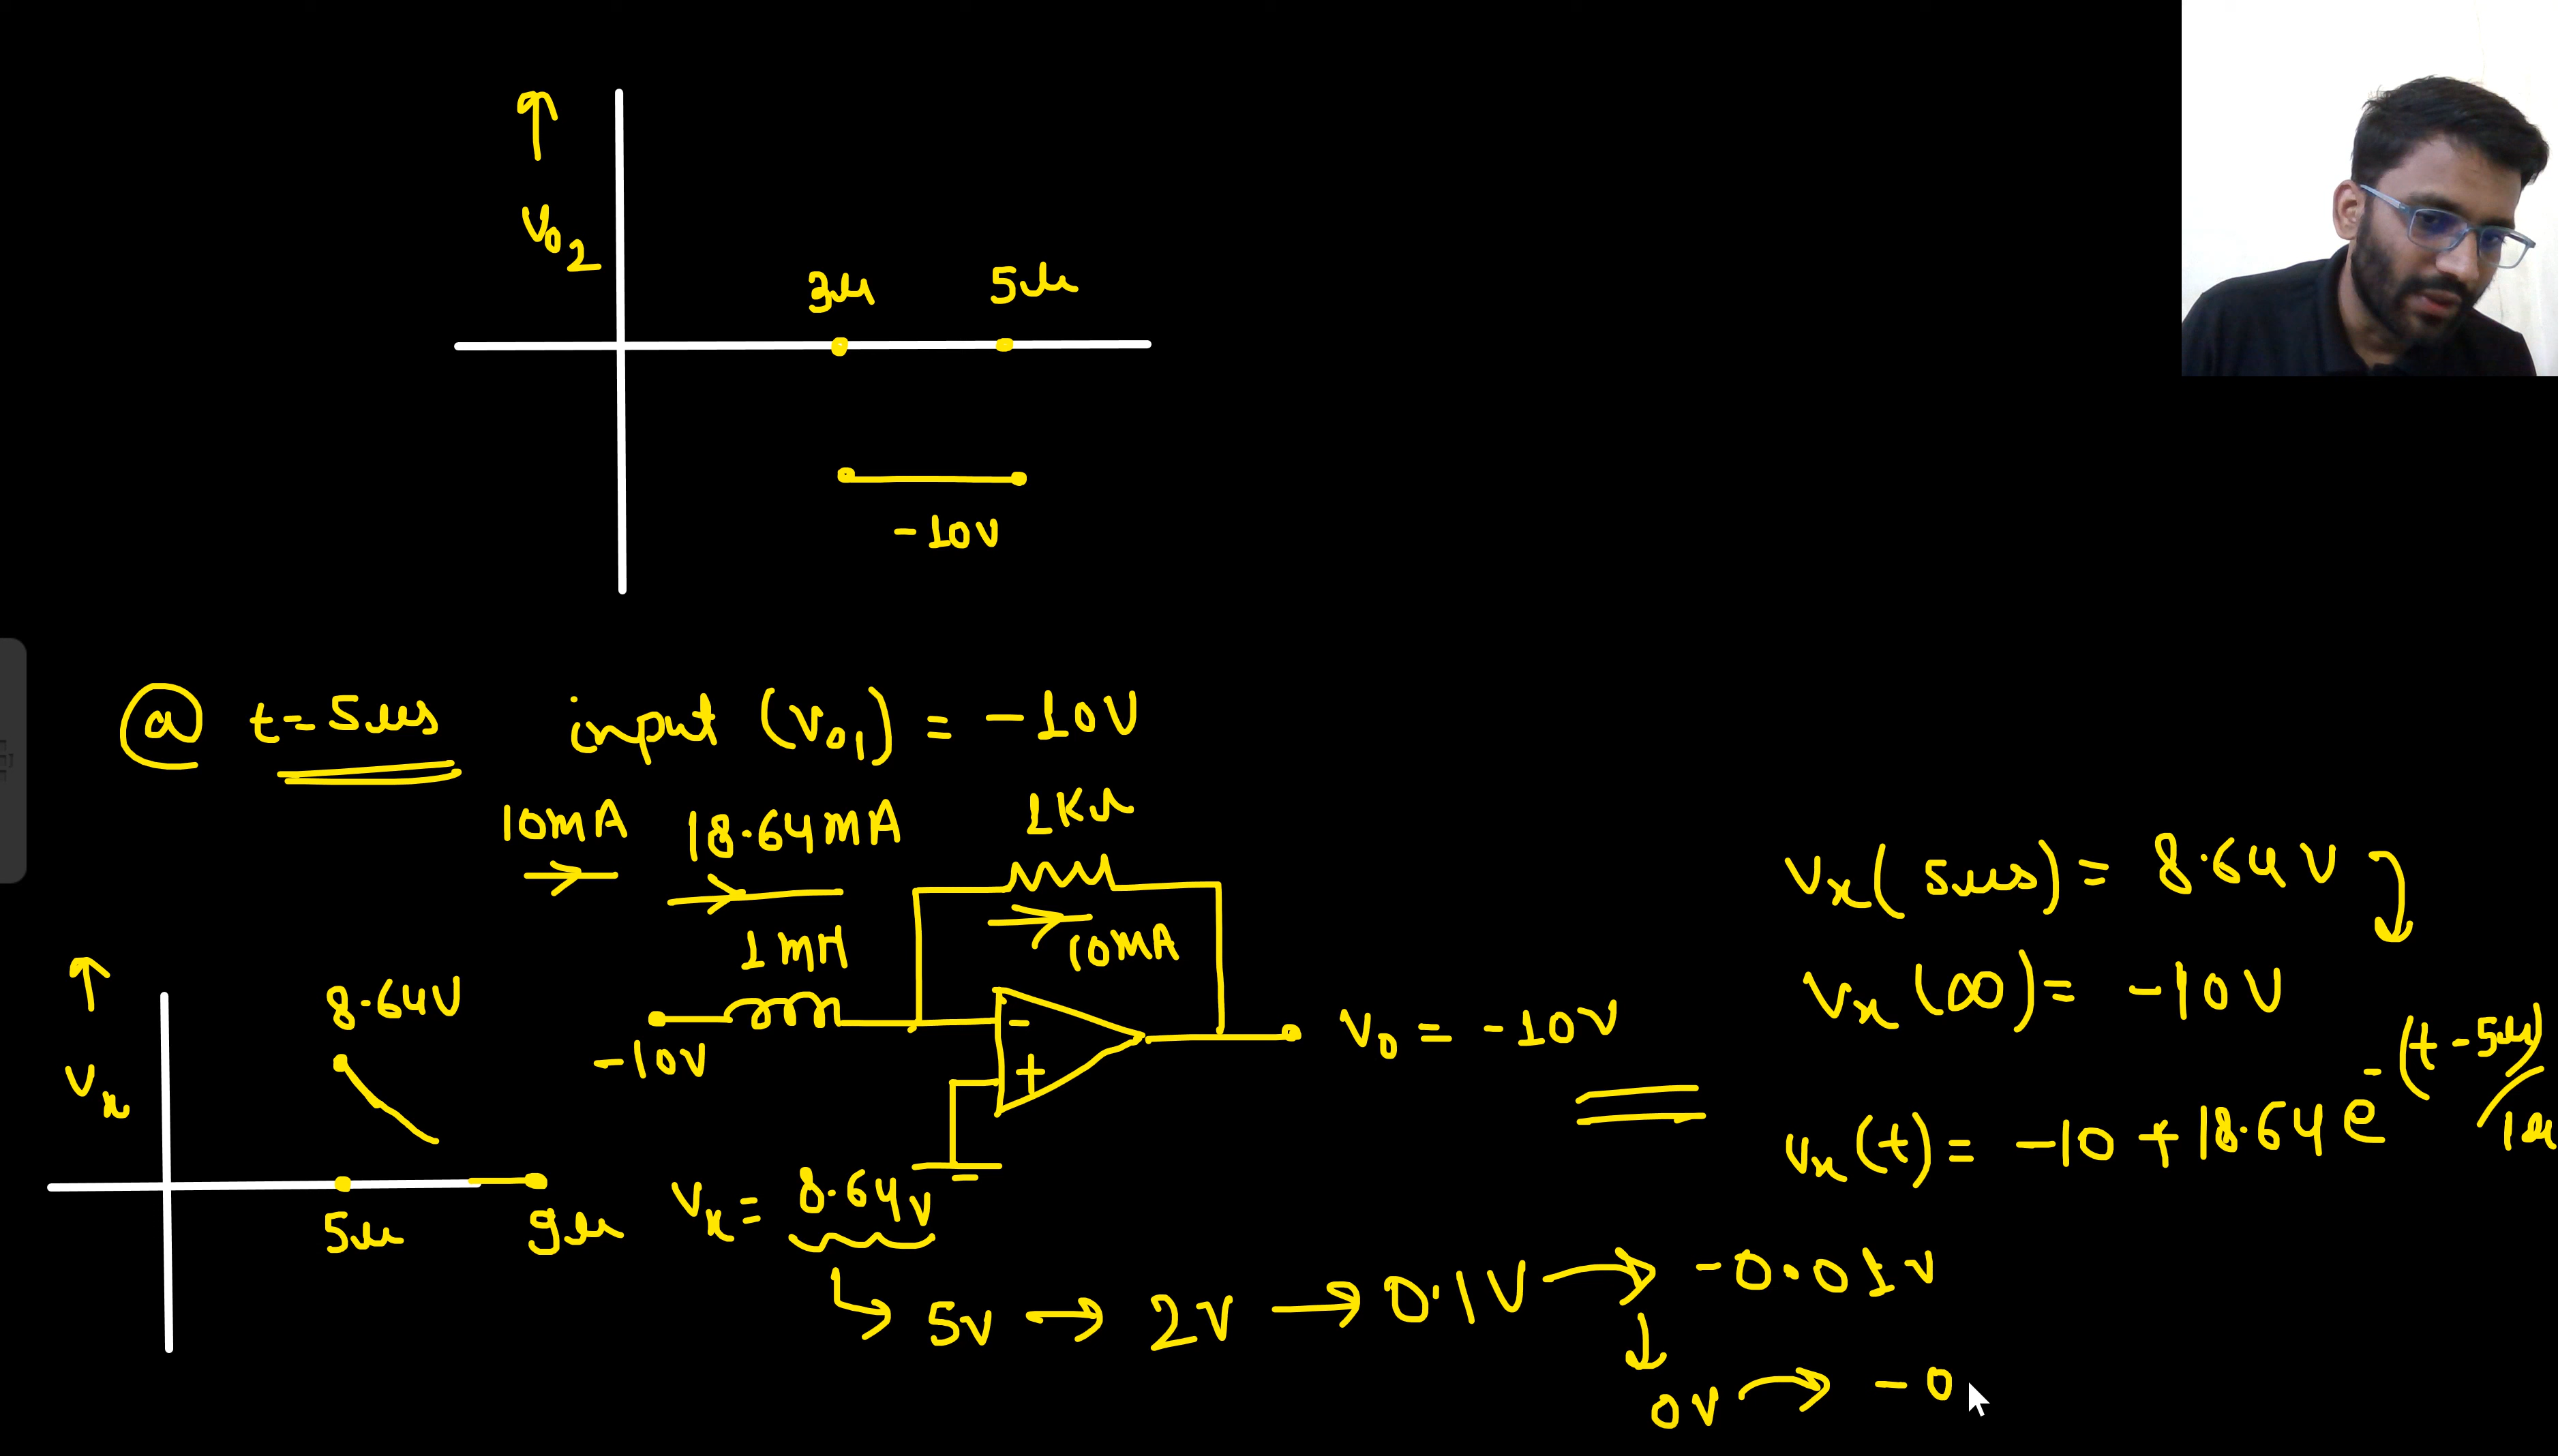 V02
3μ
5μ
-10V
@ t=5μs input (V01) = -10V
10mA 18.64mA 1KΩ
1mH 10mA
-10V
-
+
V0 = -10V
Vx
8.64V
5μ 9μ
Vx = 8.64V
→ 5V → 2V → 0.1V → -0.01V
↓
0V → -0
Vx(5μs) = 8.64V
Vx(∞) = -10V
Vx(t) = -10 + 18.64 e -(t-5μ)/1μ